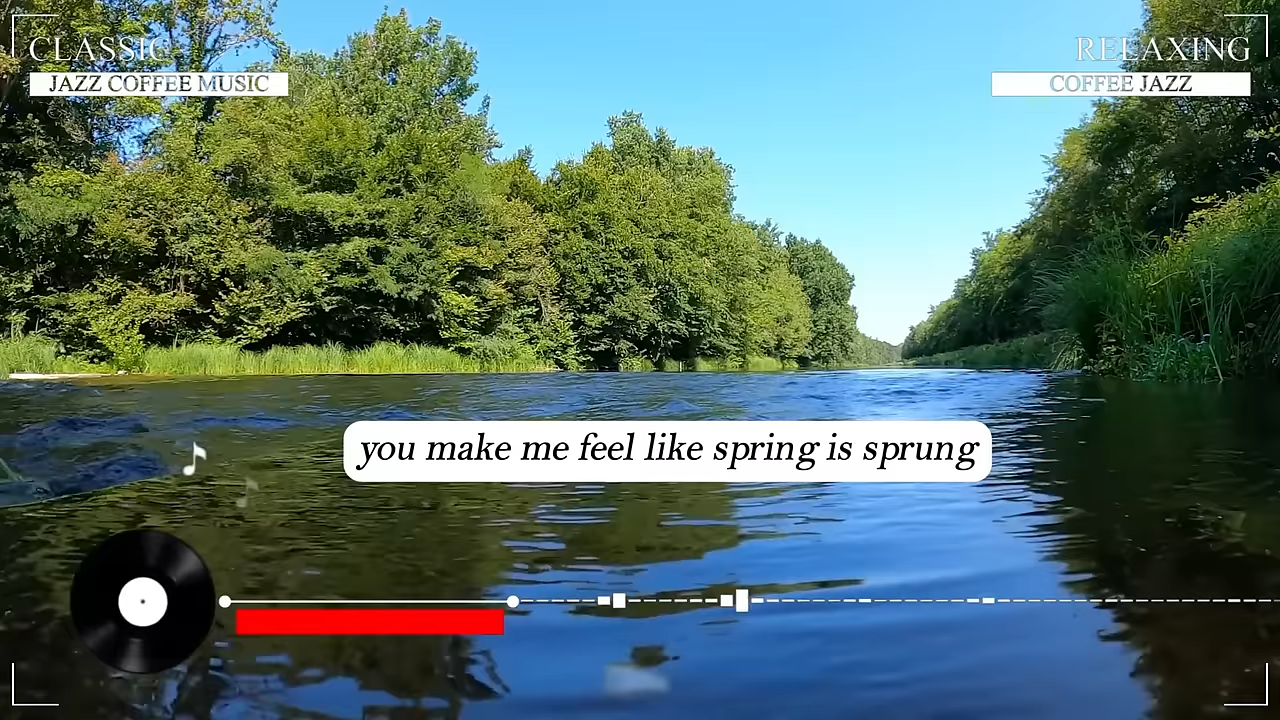 CLASSIC
JAZZ COFFEE MUSIC
RELAXING
COFFEE JAZZ
you make me feel like spring is sprung